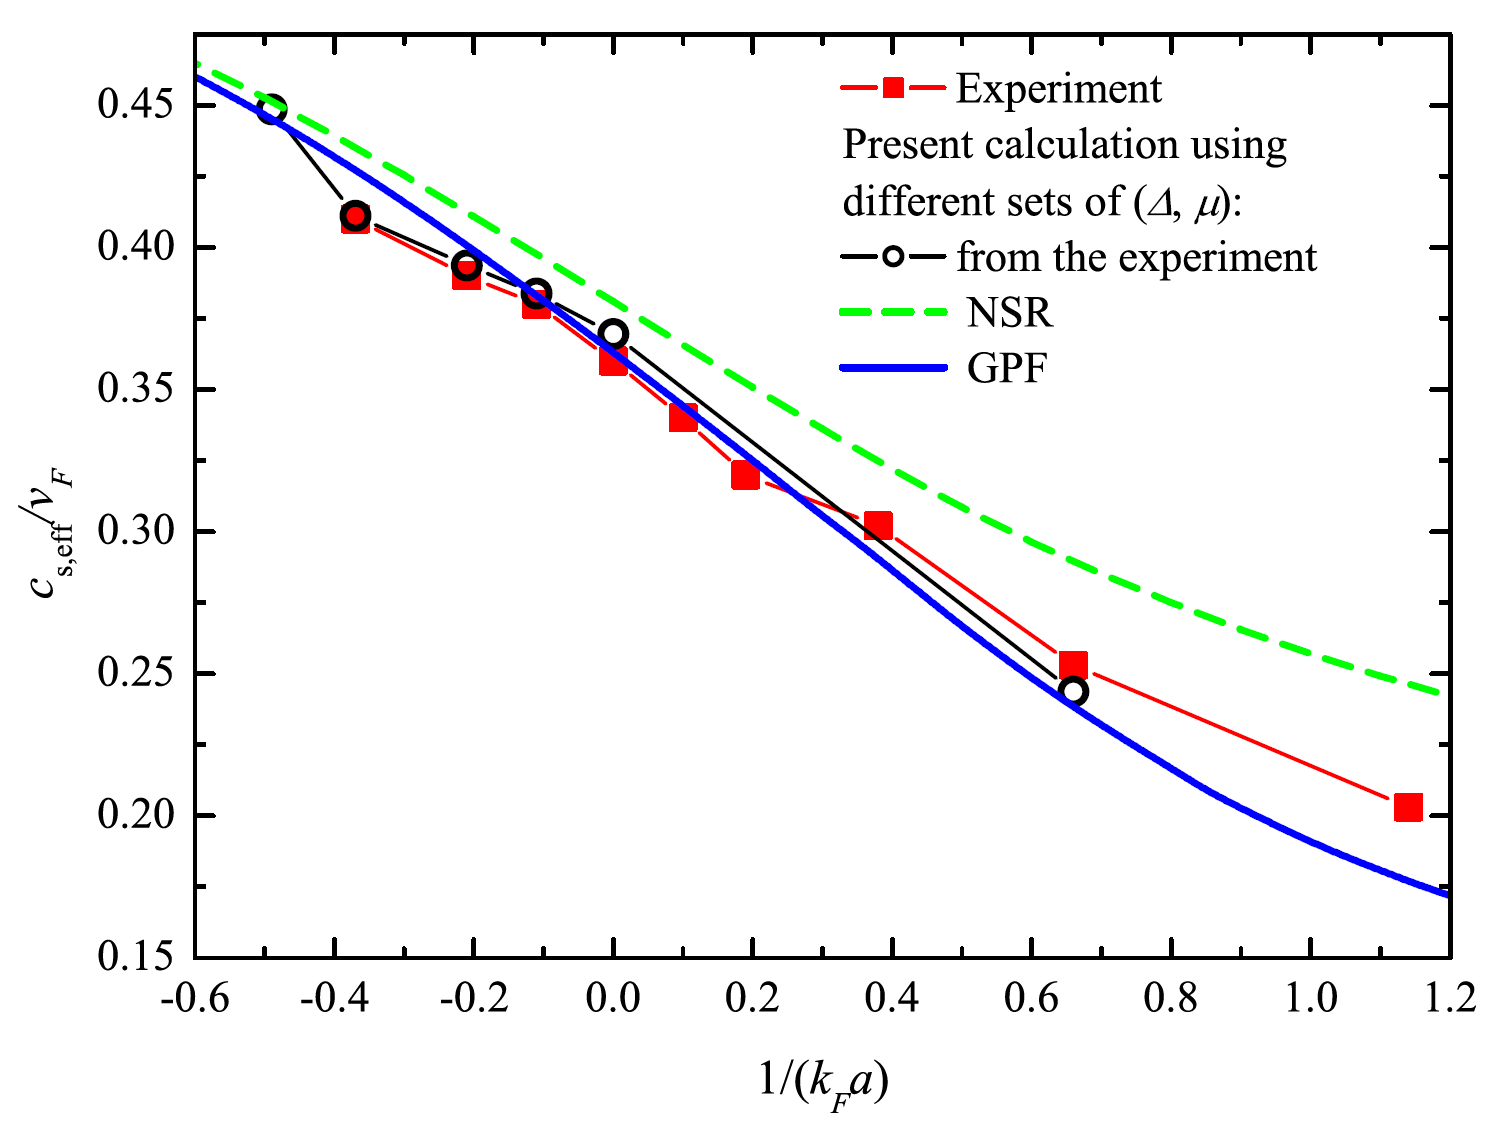 0.45
0.40
0.35
0.30
0.25
0.20
0.15
-0.6 -0.4 -0.2 0.0 0.2 0.4 0.6 0.8 1.0 1.2
c_{s,eff}/v_F
1/(k_F a)
Experiment
Present calculation using
different sets of (Δ, μ):
from the experiment
NSR
GPF